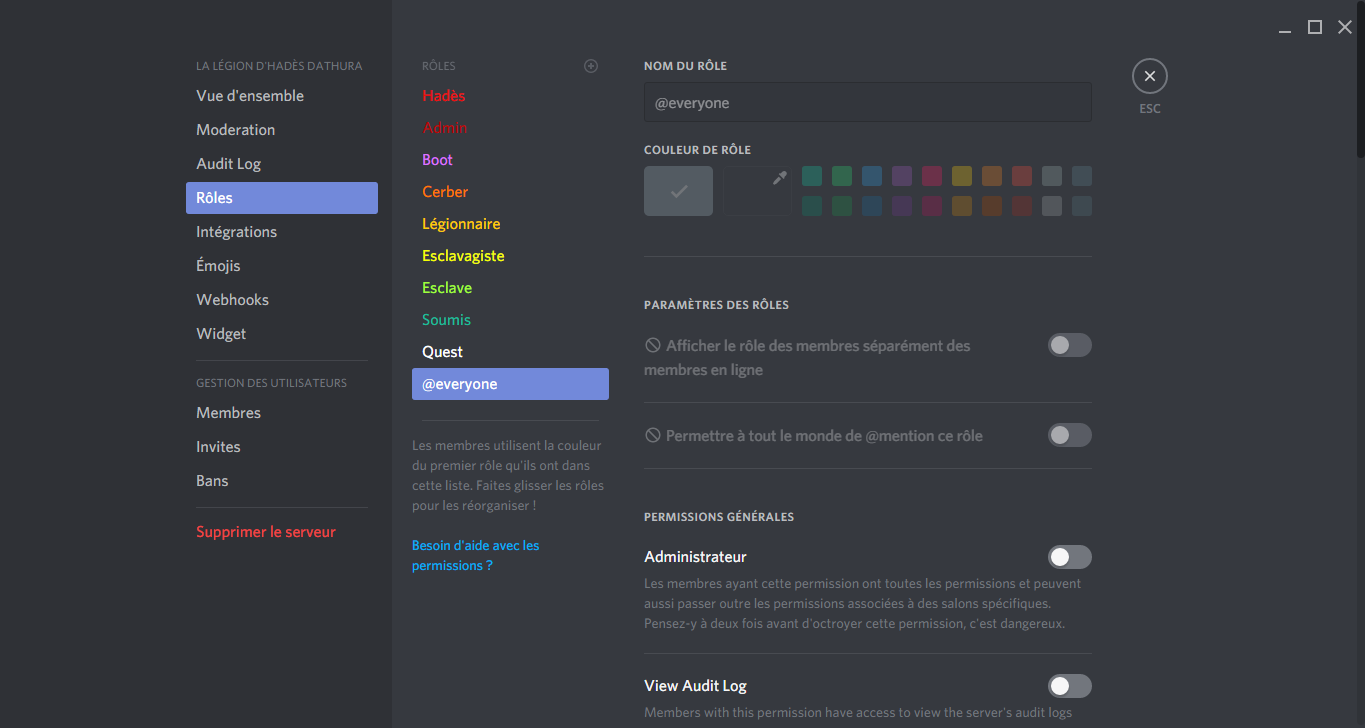 LA LÉGION D'HADÈS DATHURA
Vue d'ensemble
Moderation
Audit Log
Rôles
Intégrations
Émojis
Webhooks
Widget
GESTION DES UTILISATEURS
Membres
Invites
Bans
Supprimer le serveur
RÔLES
Hadès
Admin
Boot
Cerber
Légionnaire
Esclavagiste
Esclave
Soumis
Quest
@everyone
Les membres utilisent la couleur
du premier rôle qu'ils ont dans
cette liste. Faites glisser les rôles
pour les réorganiser !
Besoin d'aide avec les
permissions ?
NOM DU RÔLE
@everyone
COULEUR DE RÔLE
PARAMÈTRES DES RÔLES
Afficher le rôle des membres séparément des
membres en ligne
Permettre à tout le monde de @mention ce rôle
PERMISSIONS GÉNÉRALES
Administrateur
Les membres ayant cette permission ont toutes les permissions et peuvent
aussi passer outre les permissions associées à des salons spécifiques.
Pensez-y à deux fois avant d'octroyer cette permission, c'est dangereux.
View Audit Log
Members with this permission have access to view the server's audit logs
ESC